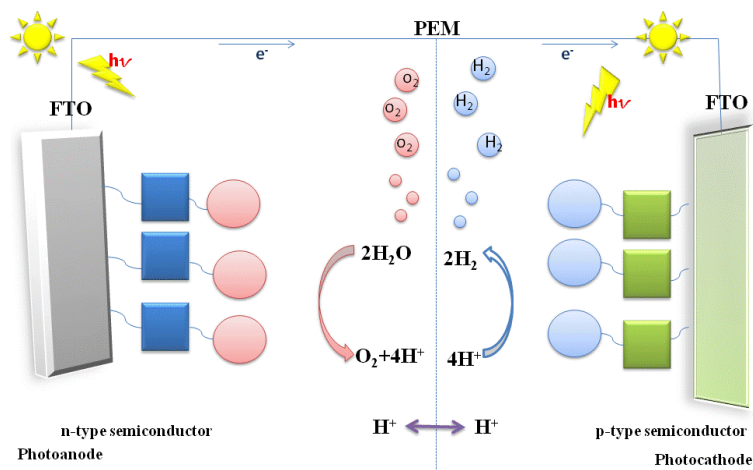 PEM
e⁻
e⁻
hν
hν
FTO
FTO
O₂
O₂
O₂
H₂
H₂
H₂
2H₂O
2H₂
O₂+4H⁺
4H⁺
H⁺
H⁺
n-type semiconductor
Photoanode
p-type semiconductor
Photocathode